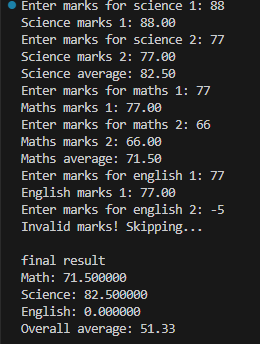 Enter marks for science 1: 88
Science marks 1: 88.00
Enter marks for science 2: 77
Science marks 2: 77.00
Science average: 82.50
Enter marks for maths 1: 77
Maths marks 1: 77.00
Enter marks for maths 2: 66
Maths marks 2: 66.00
Maths average: 71.50
Enter marks for english 1: 77
English marks 1: 77.00
Enter marks for english 2: -5
Invalid marks! Skipping...

final result
Math: 71.500000
Science: 82.500000
English: 0.000000
Overall average: 51.33